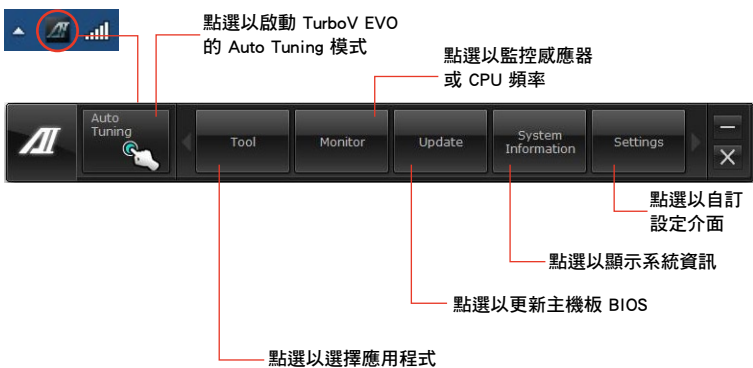 點選以啟動 TurboV EVO
的 Auto Tuning 模式
點選以監控感應器
或 CPU 頻率
Auto
Tuning
Tool
Monitor
Update
System
Information
Settings
點選以自訂
設定介面
點選以顯示系統資訊
點選以更新主機板 BIOS
點選以選擇應用程式